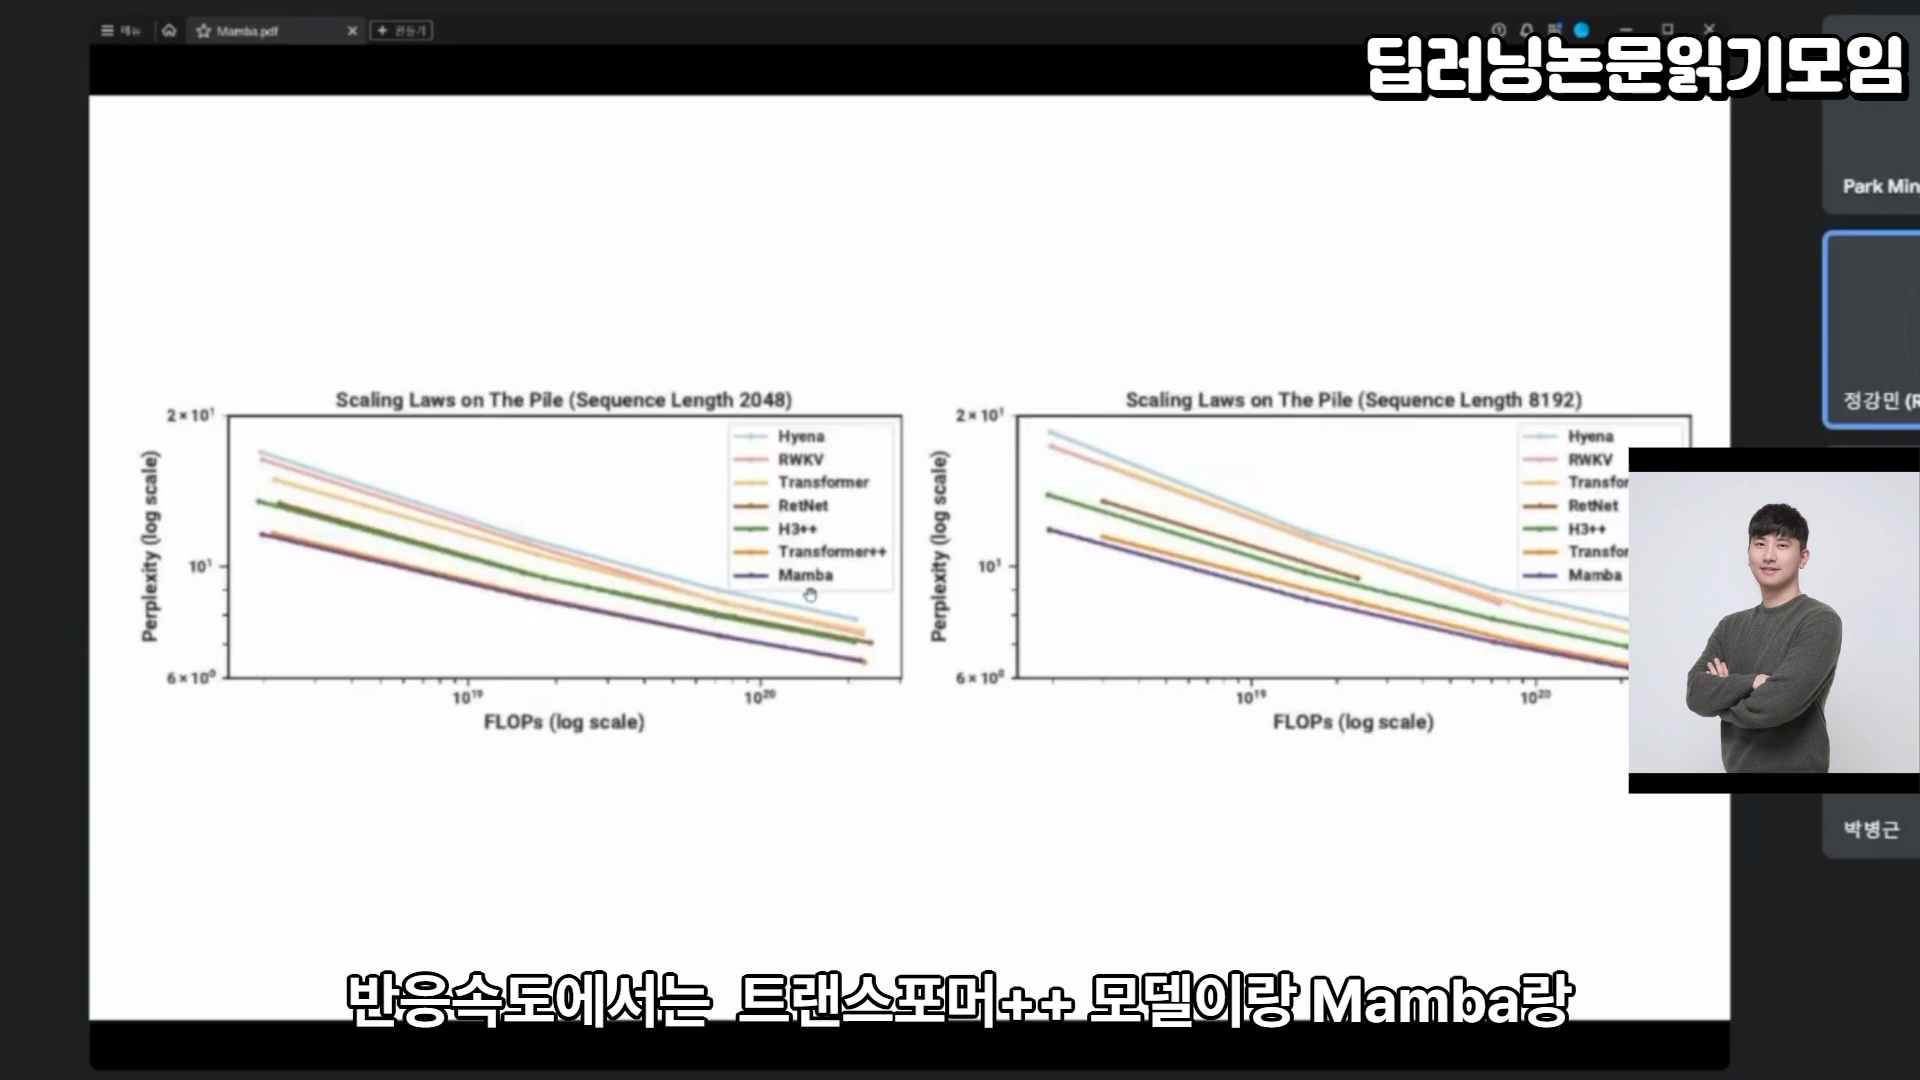 메뉴
Mamba.pdf
+ 만들기
딥러닝논문읽기모임
Park Min
정강민 (R
박병근
Scaling Laws on The Pile (Sequence Length 2048)
Perplexity (log scale)
2 × 10¹
10¹
6 × 10⁰
Hyena
RWKV
Transformer
RetNet
H3++
Transformer++
Mamba
10¹⁹
10²⁰
FLOPs (log scale)
Scaling Laws on The Pile (Sequence Length 8192)
Perplexity (log scale)
2 × 10¹
10¹
6 × 10⁰
Hyena
RWKV
Transfor
RetNet
H3++
Transfor
Mamba
10¹⁹
10²⁰
FLOPs (log scale)
반응속도에서는 트랜스포머++ 모델이랑 Mamba랑